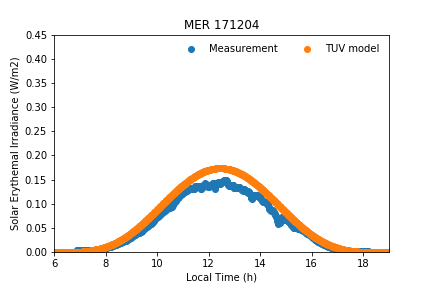 MER 171204
Measurement
TUV model
Solar Erythemal Irradiance (W/m2)
0.45
0.40
0.35
0.30
0.25
0.20
0.15
0.10
0.05
0.00
6 8 10 12 14 16 18
Local Time (h)